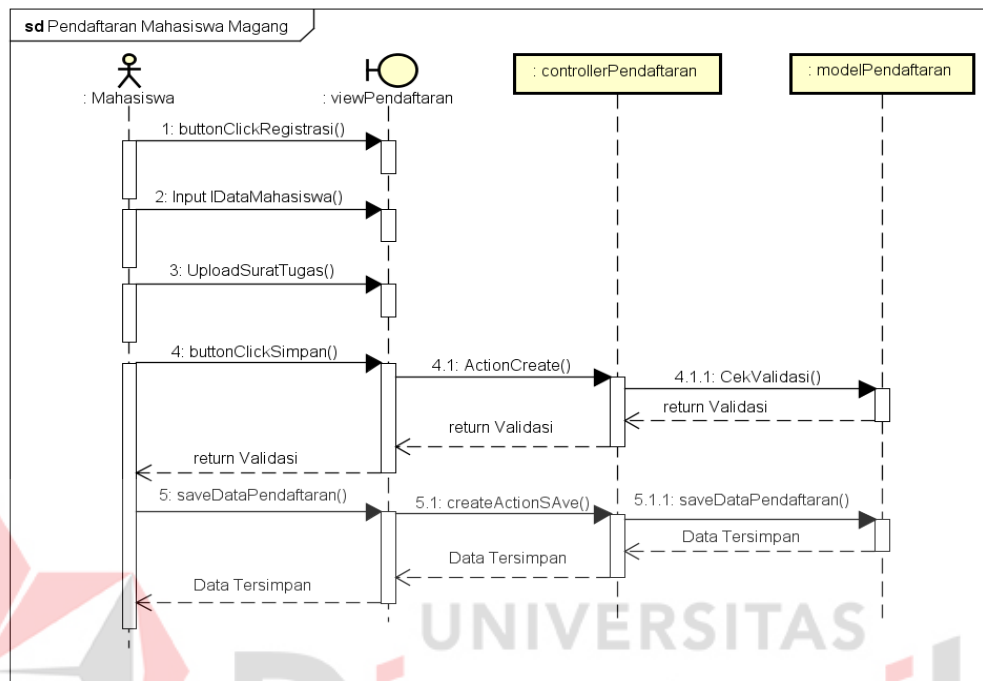 sd Pendaftaran Mahasiswa Magang
: Mahasiswa
: viewPendaftaran
: controllerPendaftaran
: modelPendaftaran
1: buttonClickRegistrasi()
2: Input lDataMahasiswa()
3: UploadSuratTugas()
4: buttonClickSimpan()
4.1: ActionCreate()
4.1.1: CekValidasi()
return Validasi
return Validasi
return Validasi
5: saveDataPendaftaran()
5.1: createActionSAve()
5.1.1: saveDataPendaftaran()
Data Tersimpan
Data Tersimpan
Data Tersimpan
UNIVERSITAS